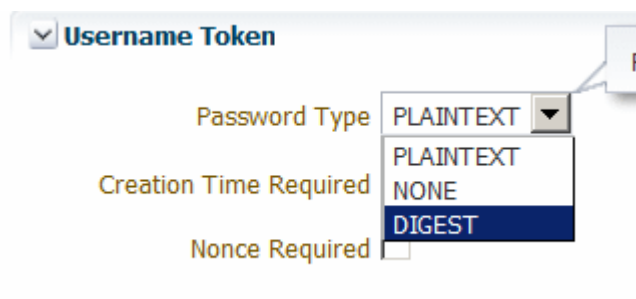 Username Token
Password Type PLAINTEXT
PLAINTEXT
Creation Time Required
NONE
DIGEST
Nonce Required